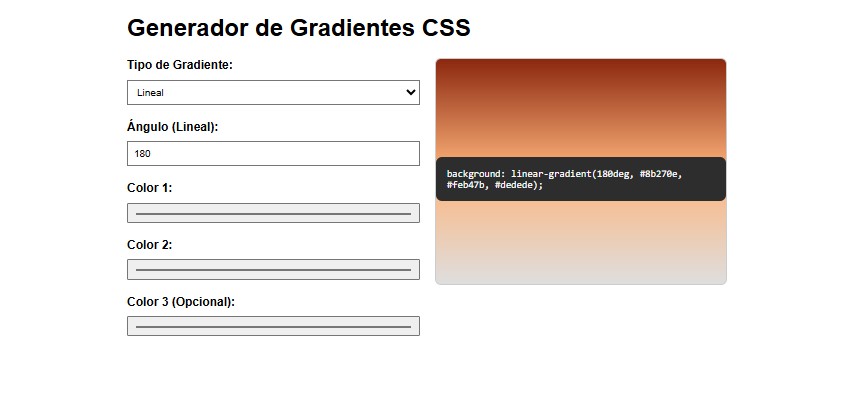 Generador de Gradientes CSS
Tipo de Gradiente:
Lineal
Ángulo (Lineal):
180
Color 1:
Color 2:
Color 3 (Opcional):
background: linear-gradient(180deg, #8b270e,
#feb47b, #dedede);